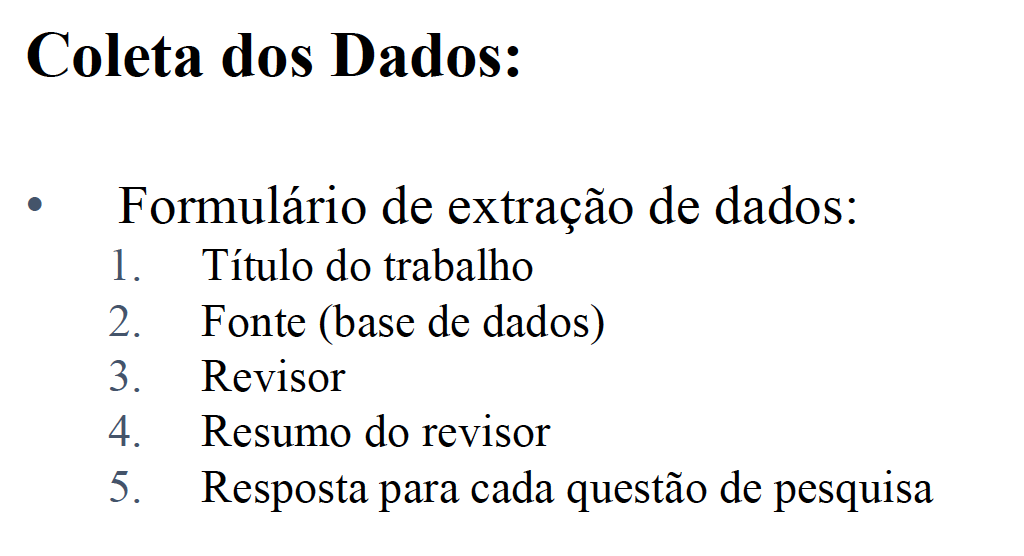 Coleta dos Dados:
• Formulário de extração de dados:
1. Título do trabalho
2. Fonte (base de dados)
3. Revisor
4. Resumo do revisor
5. Resposta para cada questão de pesquisa